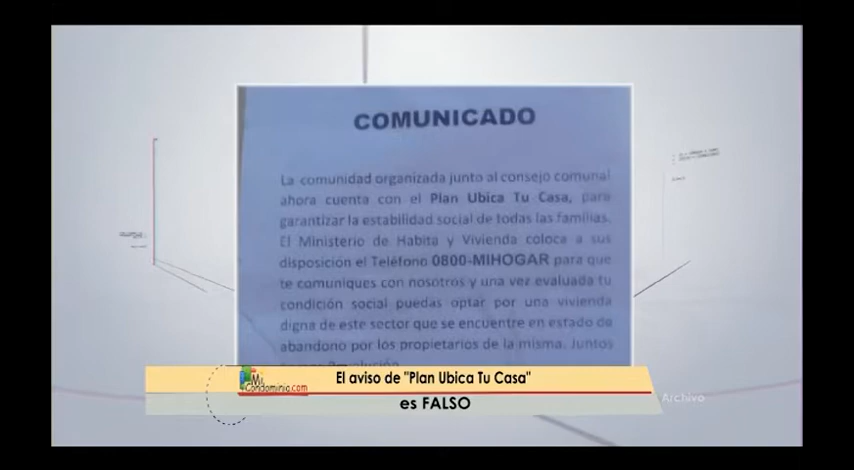 COMUNICADO
La comunidad organizada junto al consejo comunal
ahora cuenta con el Plan Ubica Tu Casa, para
garantizar la estabilidad social de todas las familias.
El Ministerio de Habita y Vivienda coloca a sus
disposición el Teléfono 0800-MIHOGAR para que
te comuniques con nosotros y una vez evaluada tu
condición social puedas optar por una vivienda
digna de este sector que se encuentre en estado de
abandono por los propietarios de la misma. Juntos
Mi
Condominio.com
El aviso de "Plan Ubica Tu Casa"
es FALSO
Archivo